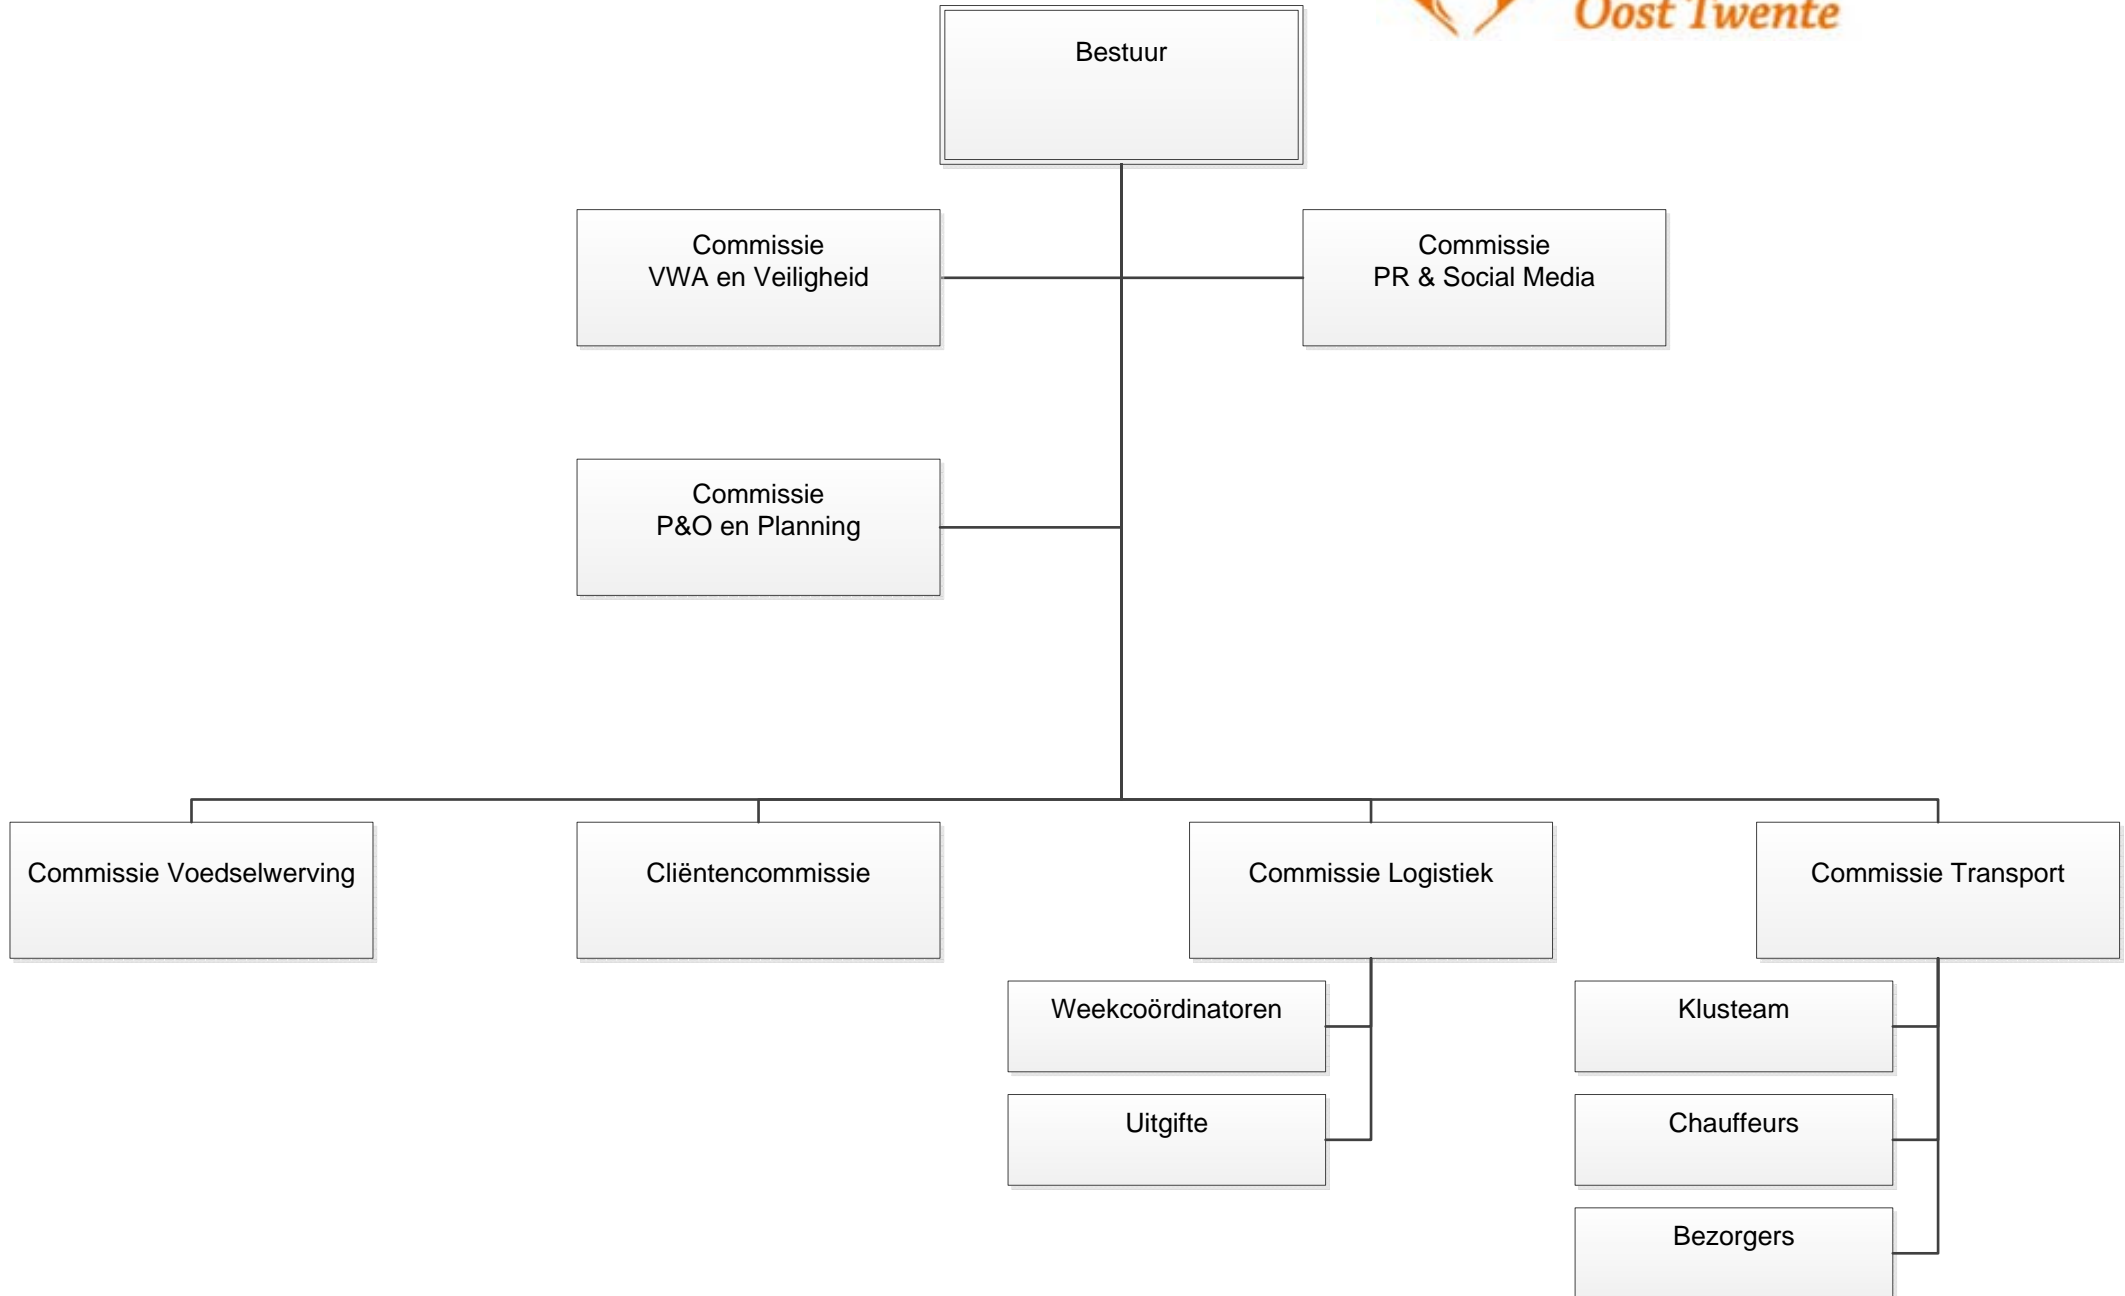 Oost Twente
Bestuur
Commissie
VWA en Veiligheid
Commissie
PR & Social Media
Commissie
P&O en Planning
Commissie Voedselwerving
Cliëntencommissie
Commissie Logistiek
Commissie Transport
Weekcoördinatoren
Klusteam
Uitgifte
Chauffeurs
Bezorgers